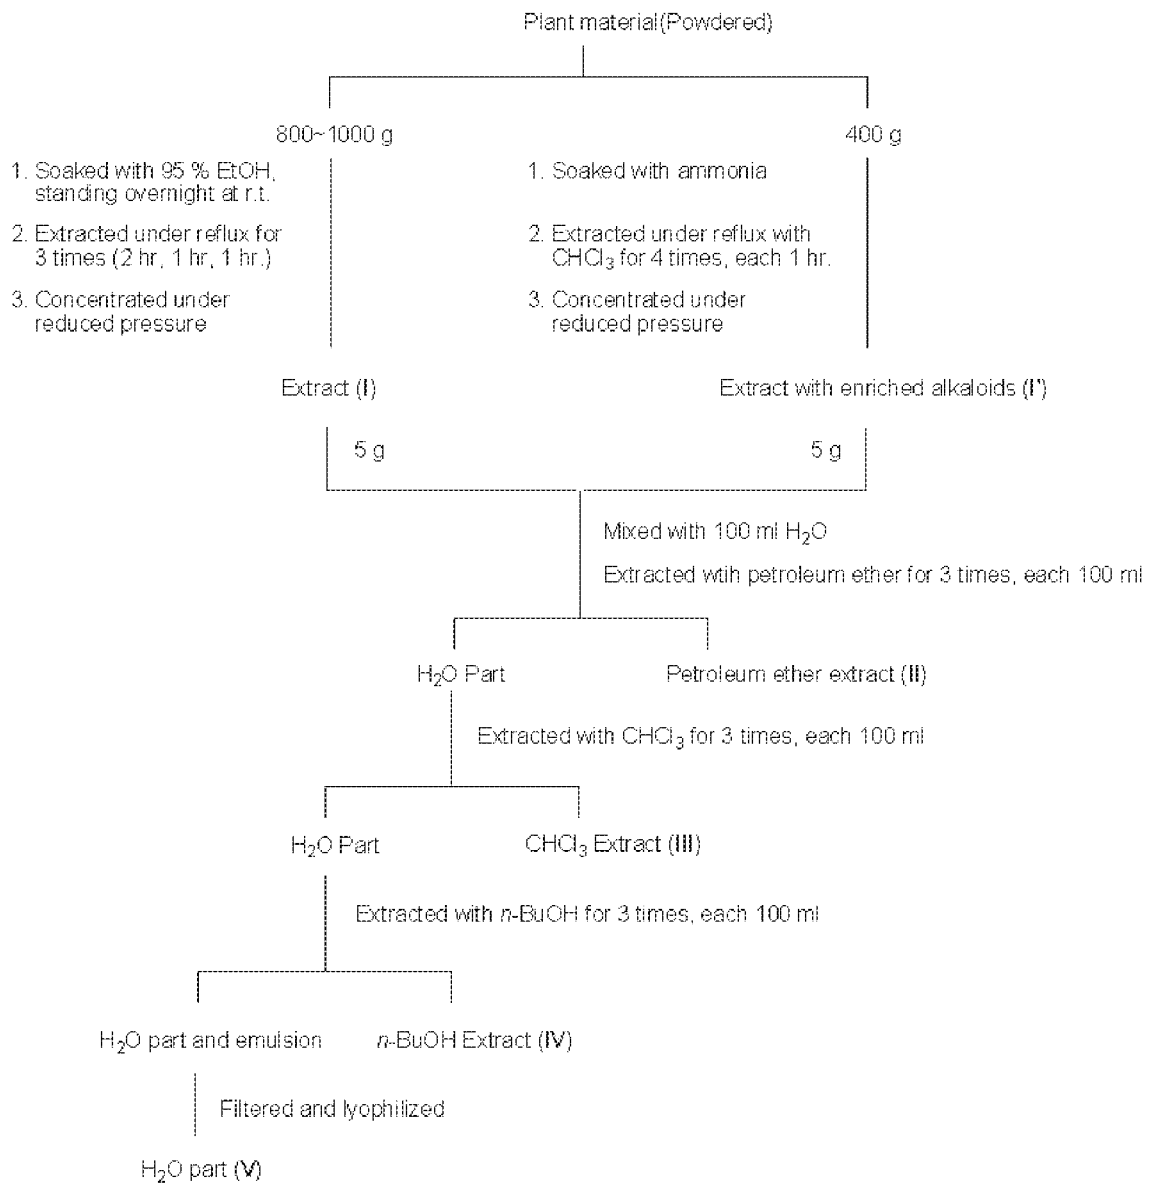 Plant material(Powdered)
800~1000 g
400 g
1. Soaked with 95 % EtOH,
standing overnight at r.t.
2. Extracted under reflux for
3 times (2 hr, 1 hr, 1 hr.)
3. Concentrated under
reduced pressure
1. Soaked with ammonia
2. Extracted under reflux with
CHCl₃ for 4 times, each 1 hr.
3. Concentrated under
reduced pressure
Extract (I)
Extract with enriched alkaloids (I')
5 g
5 g
Mixed with 100 ml H₂O
Extracted wtih petroleum ether for 3 times, each 100 ml
H₂O Part
Petroleum ether extract (II)
Extracted with CHCl₃ for 3 times, each 100 ml
H₂O Part
CHCl₃ Extract (III)
Extracted with n-BuOH for 3 times, each 100 ml
H₂O part and emulsion
n-BuOH Extract (IV)
Filtered and lyophilized
H₂O part (V)